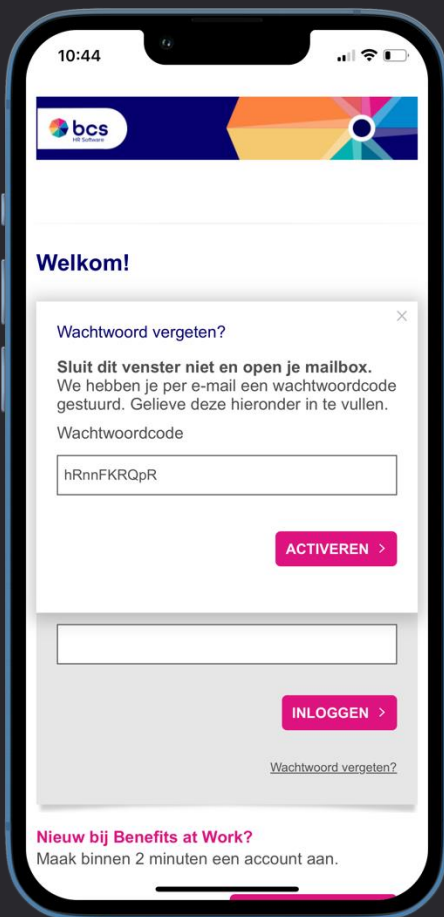 10:44
bcs
HR Software
Welkom!
×
Wachtwoord vergeten?
Sluit dit venster niet en open je mailbox.
We hebben je per e-mail een wachtwoordcode
gestuurd. Gelieve deze hieronder in te vullen.
Wachtwoordcode
hRnnFKRQpR
ACTIVEREN >
INLOGGEN >
Wachtwoord vergeten?
Nieuw bij Benefits at Work?
Maak binnen 2 minuten een account aan.